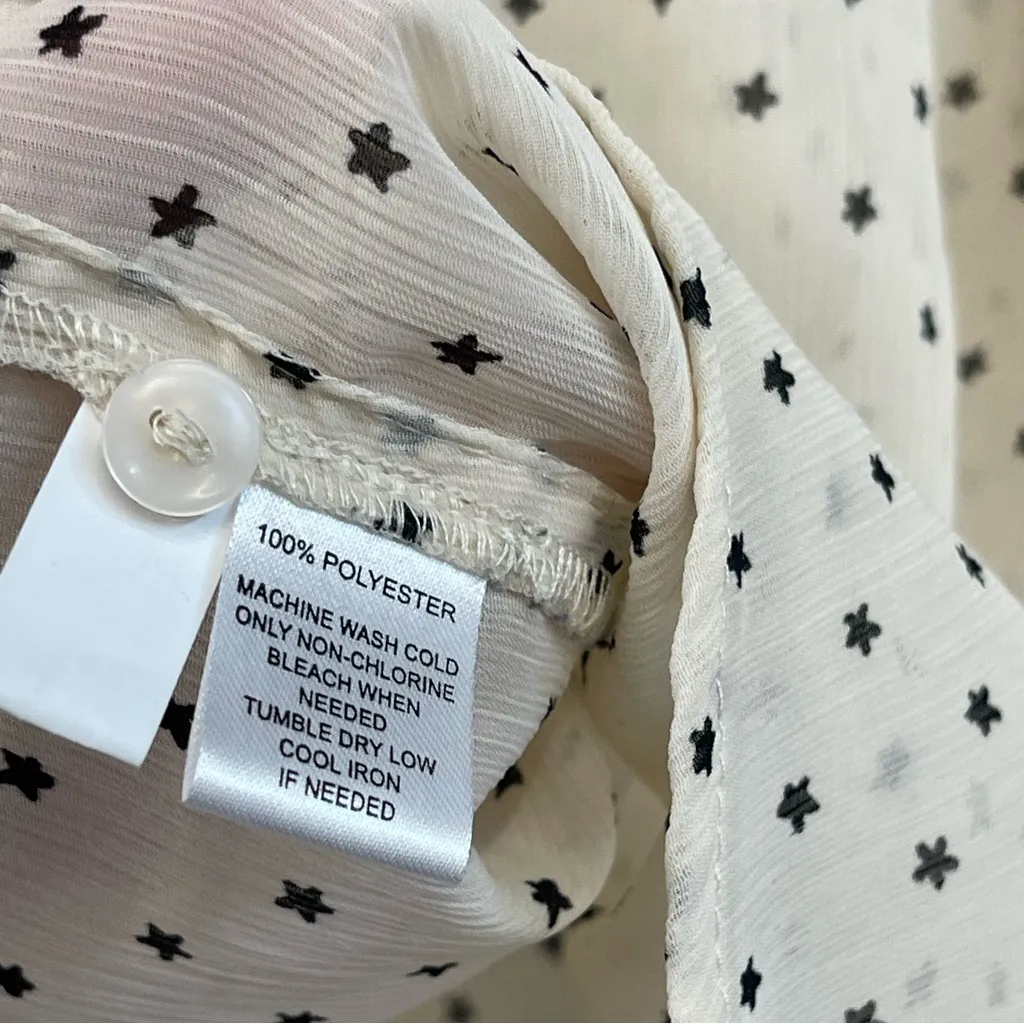 100% POLYESTER
MACHINE WASH COLD
ONLY NON-CHLORINE
BLEACH WHEN
NEEDED
TUMBLE DRY LOW
COOL IRON
IF NEEDED